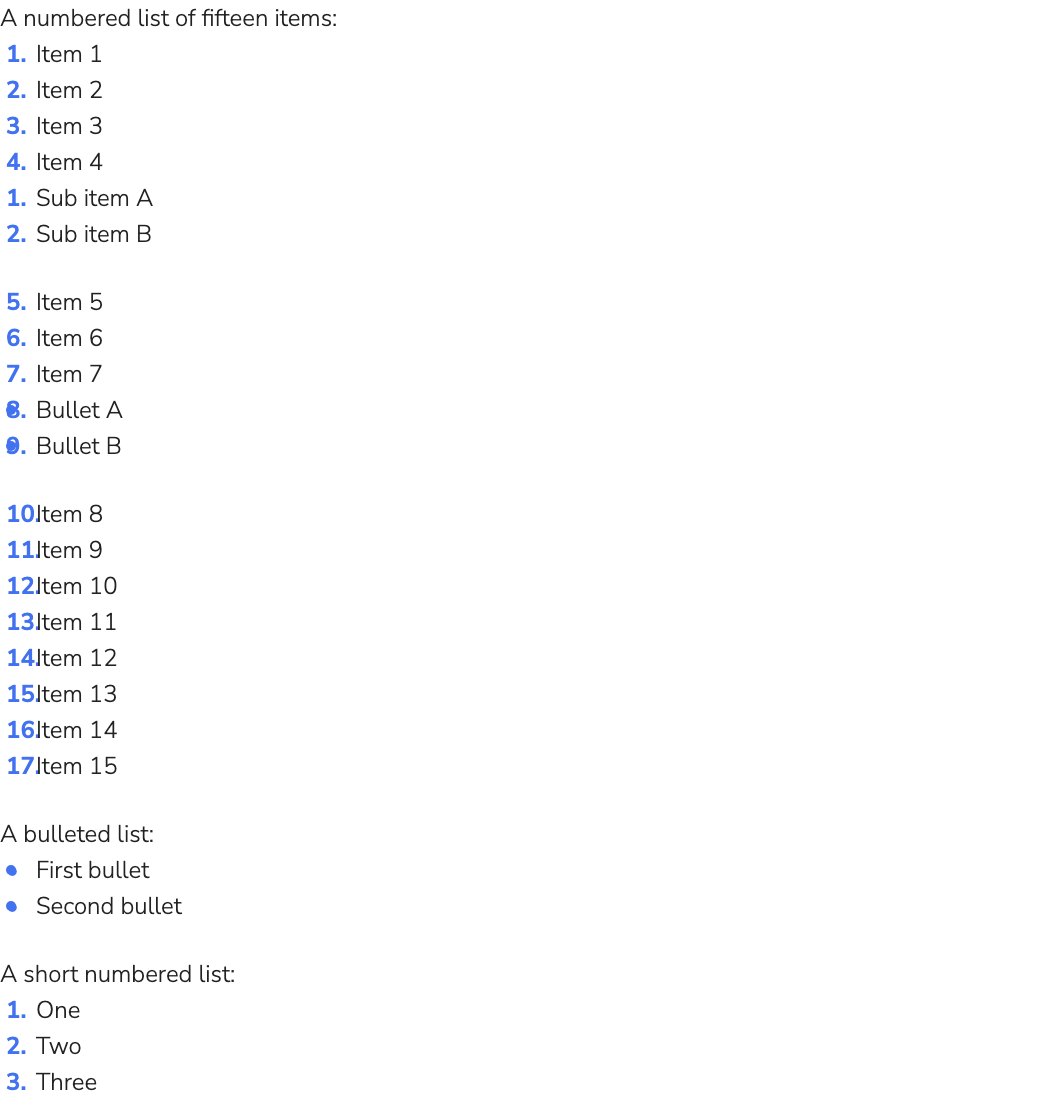 A numbered list of fifteen items:
1. Item 1
2. Item 2
3. Item 3
4. Item 4
1. Sub item A
2. Sub item B
5. Item 5
6. Item 6
7. Item 7
8. Bullet A
9. Bullet B
10. Item 8
11. Item 9
12. Item 10
13. Item 11
14. Item 12
15. Item 13
16. Item 14
17. Item 15
A bulleted list:
• First bullet
• Second bullet
A short numbered list:
1. One
2. Two
3. Three